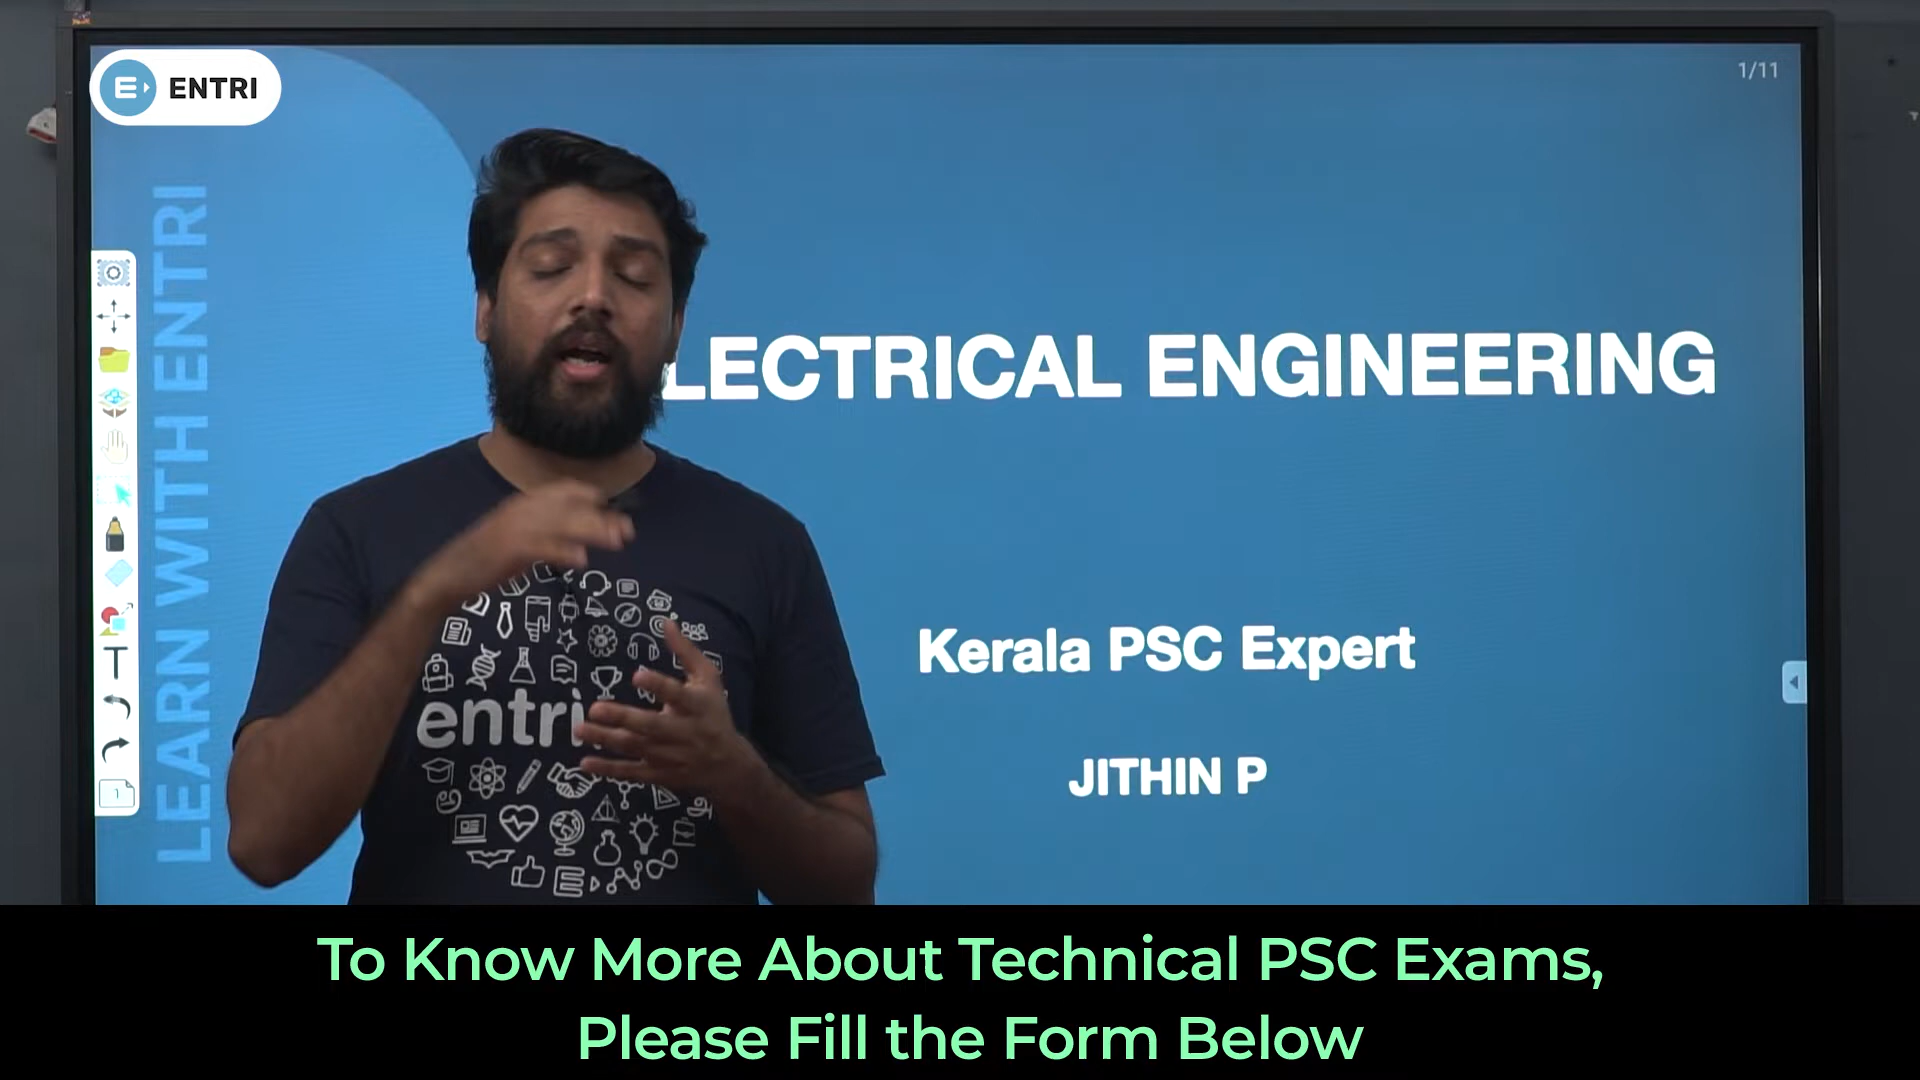 ENTRI
1/11
LEARN WITH ENTRI
LECTRICAL ENGINEERING
Kerala PSC Expert
JITHIN P
T
1
entri
To Know More About Technical PSC Exams,
Please Fill the Form Below